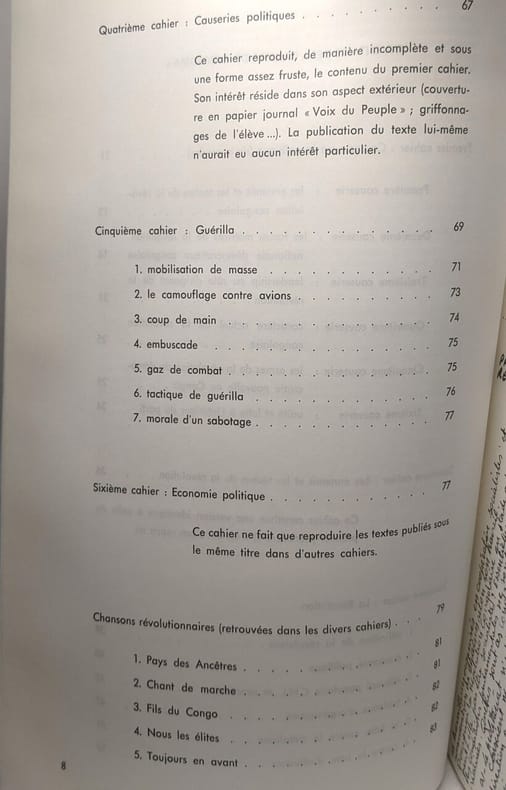 Quatrième cahier : Causeries politiques . . . . . . . . . . 67
Ce cahier reproduit, de manière incomplète et sous
une forme assez fruste, le contenu du premier cahier.
Son intérêt réside dans son aspect extérieur (couvertu-
re en papier journal « Voix du Peuple » ; griffonna-
ges de l'élève ...). La publication du texte lui-même
n'aurait eu aucun intérêt particulier.
Cinquième cahier : Guérilla . . . . . . . . . . . . . . 69
1. mobilisation de masse . . . . . . . . . . . 71
2. le camouflage contre avions . . . . . . . . . 73
3. coup de main . . . . . . . . . . . . . 74
4. embuscade . . . . . . . . . . . . . . 75
5. gaz de combat . . . . . . . . . . . . . 75
6. tactique de guérilla . . . . . . . . . . . . 76
7. morale d'un sabotage . . . . . . . . . . . 77
Sixième cahier : Economie politique . . . . . . . . . . . . 77
Ce cahier ne fait que reproduire les textes publiés sous
le même titre dans d'autres cahiers.
Chansons révolutionnaires (retrouvées dans les divers cahiers) . . . 79
1. Pays des Ancêtres . . . . . . . . . . . . 81
2. Chant de marche . . . . . . . . . . . . 81
3. Fils du Congo . . . . . . . . . . . . . 82
4. Nous les élites . . . . . . . . . . . . . 82
5. Toujours en avant . . . . . . . . . . . . 83
8